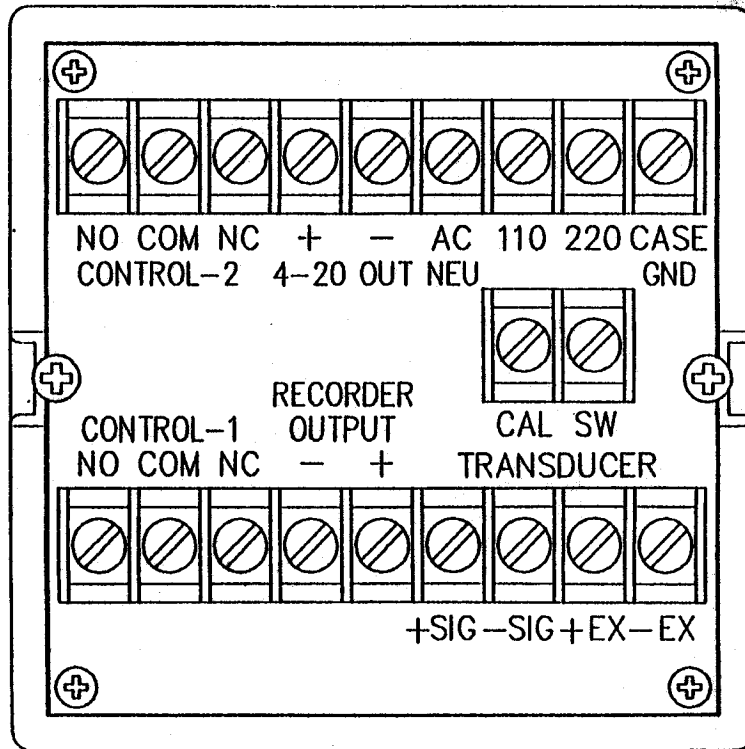 NO COM NC + − AC 110 220 CASE
CONTROL-2 4-20 OUT NEU GND
RECORDER
CONTROL-1 OUTPUT CAL SW
NO COM NC − + TRANSDUCER
+SIG −SIG +EX −EX